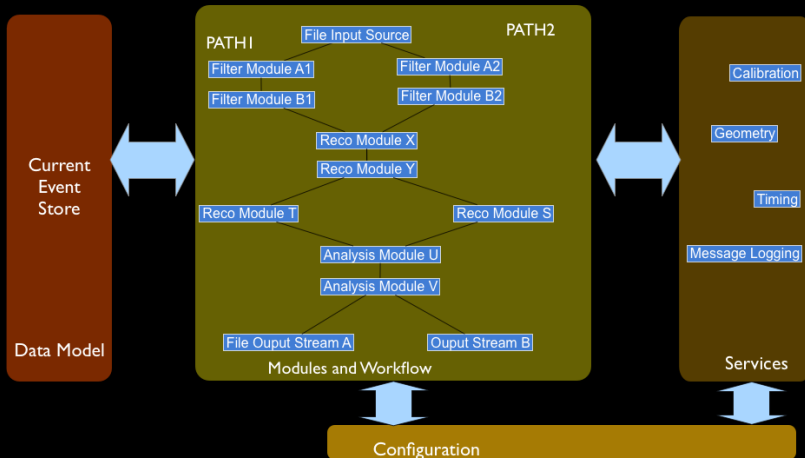 Current
Event
Store
Data Model
PATH1
PATH2
File Input Source
Filter Module A1
Filter Module A2
Filter Module B1
Filter Module B2
Reco Module X
Reco Module Y
Reco Module T
Reco Module S
Analysis Module U
Analysis Module V
File Ouput Stream A
Ouput Stream B
Modules and Workflow
Calibration
Geometry
Timing
Message Logging
Services
Configuration